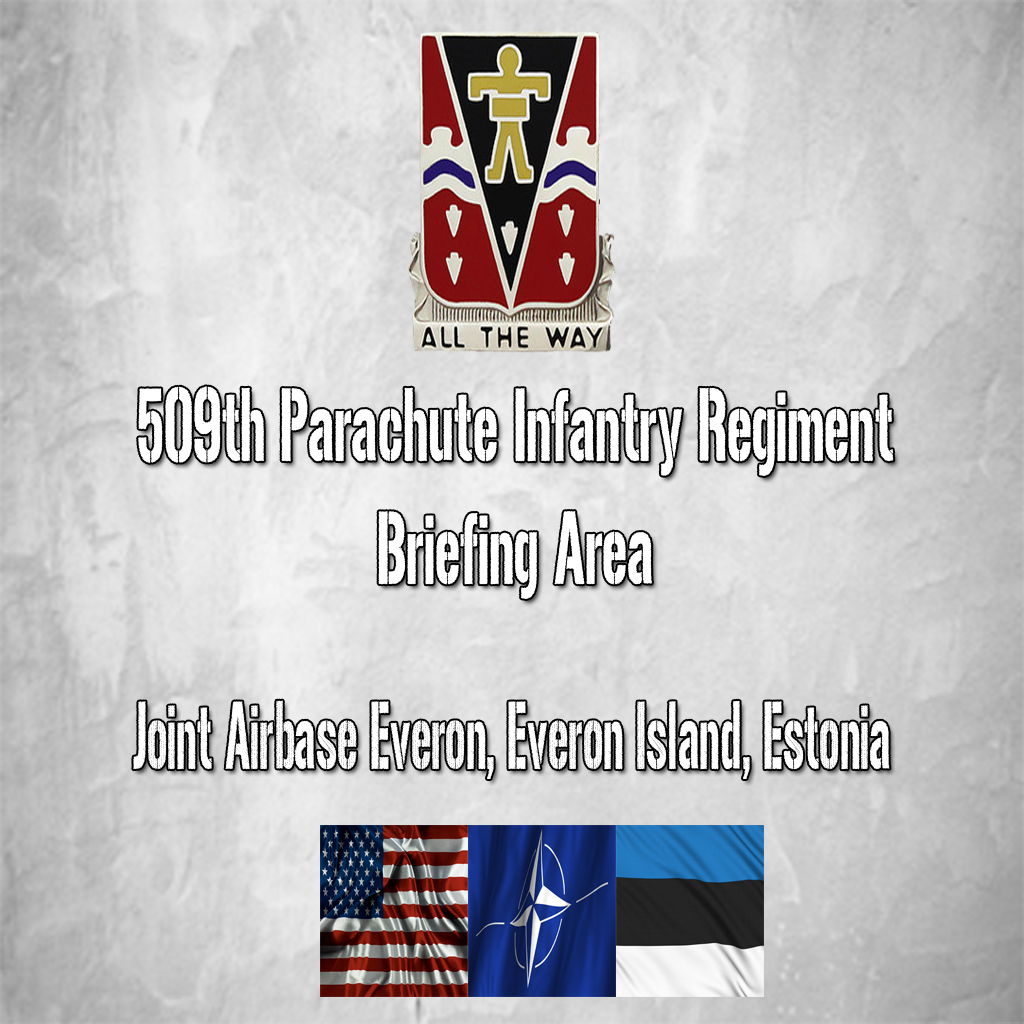 ALL THE WAY
509th Parachute Infantry Regiment
Briefing Area
Joint Airbase Everon, Everon Island, Estonia